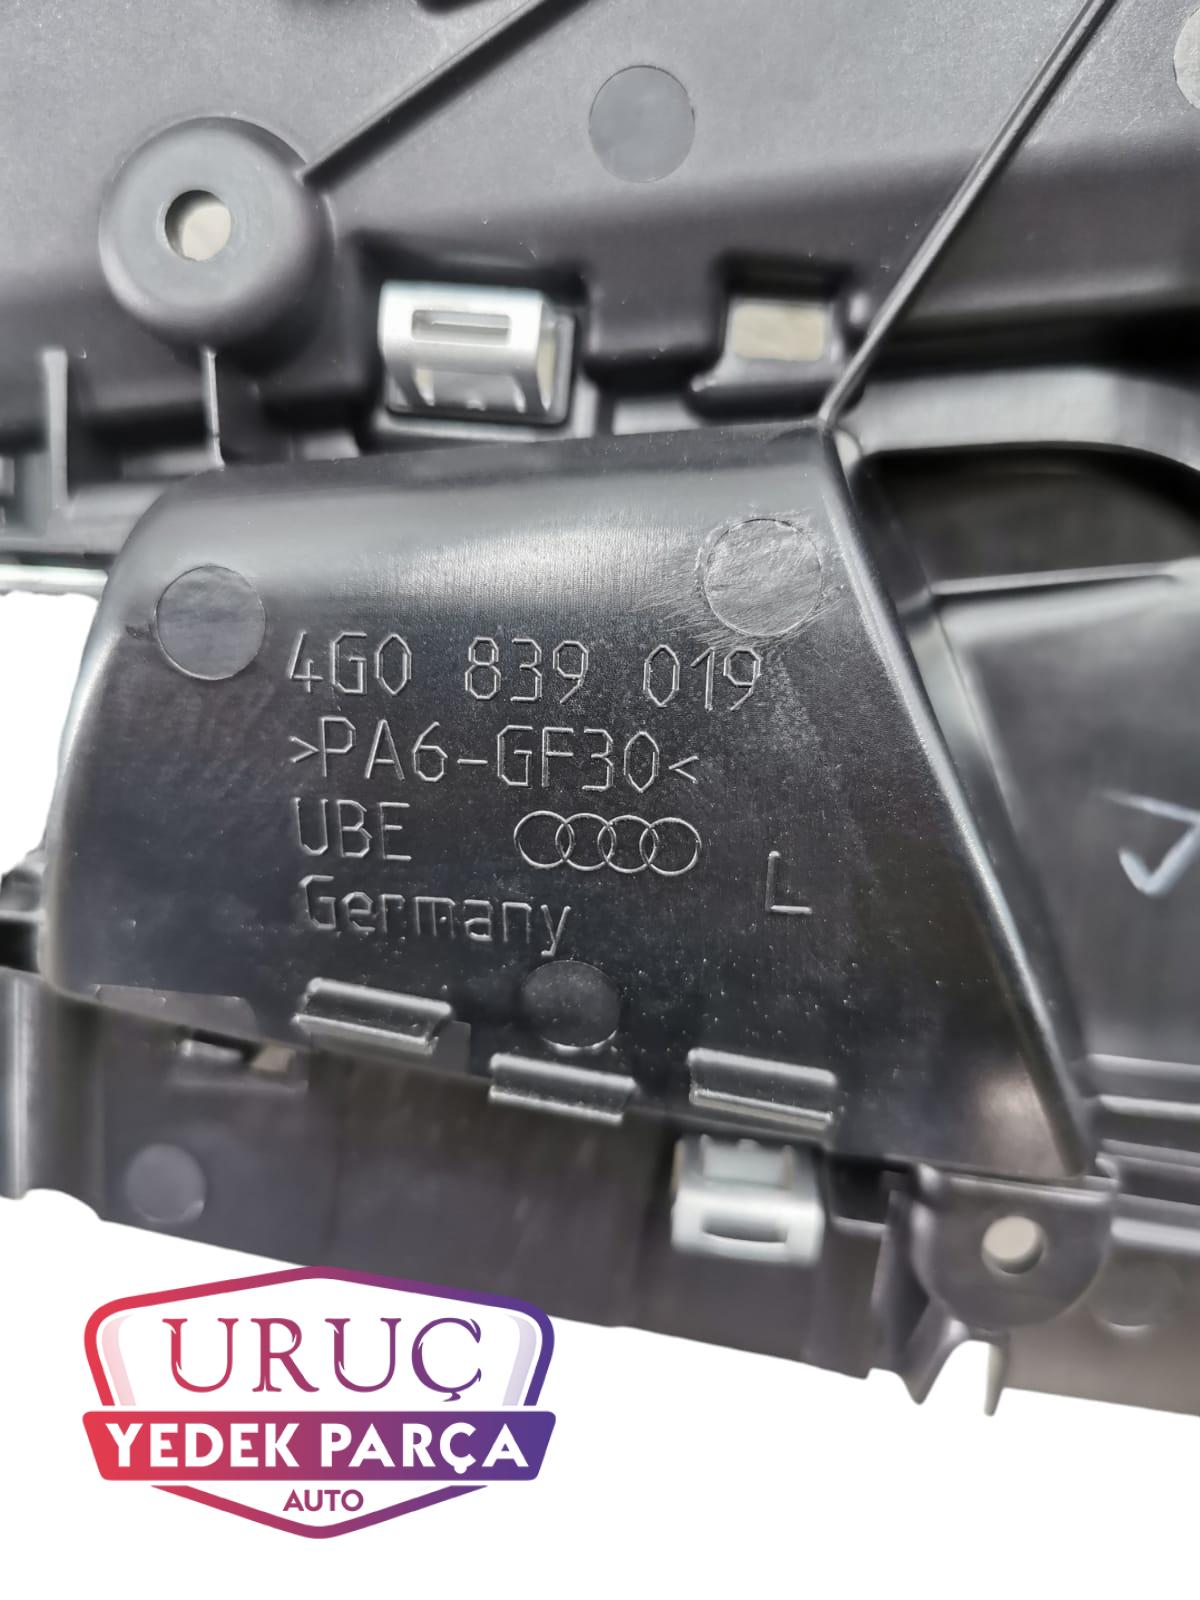 4G0 839 019
>PA6-GF30<
UBE
L
Germany
URUÇ
YEDEK PARÇA
AUTO